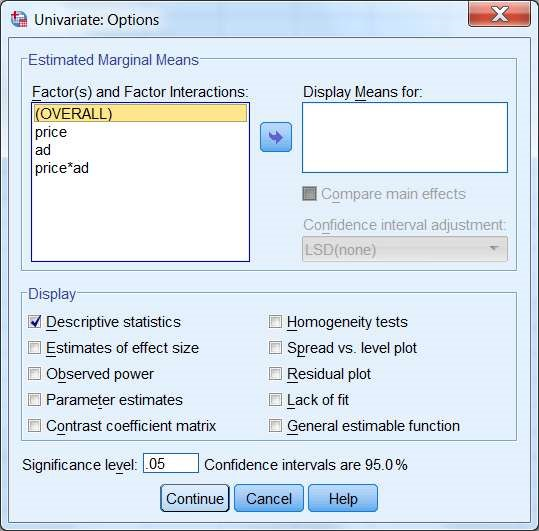 Univariate: Options
Estimated Marginal Means
Factor(s) and Factor Interactions:
(OVERALL)
price
ad
price*ad
Display Means for:
Compare main effects
Confidence interval adjustment:
LSD(none)
Display
Descriptive statistics
Estimates of effect size
Observed power
Parameter estimates
Contrast coefficient matrix
Homogeneity tests
Spread vs. level plot
Residual plot
Lack of fit
General estimable function
Significance level: .05 Confidence intervals are 95.0%
Continue Cancel Help